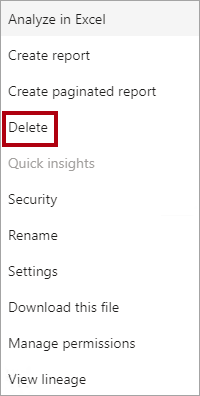 Analyze in Excel
Create report
Create paginated report
Delete
Quick insights
Security
Rename
Settings
Download this file
Manage permissions
View lineage